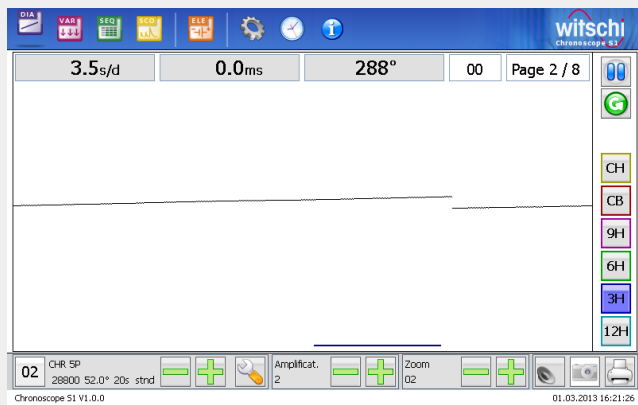 DIA VAR SEQ SCO ELE
witschi
Chronoscope S1
3.5s/d 0.0ms 288° 00 Page 2 / 8
G
CH
CB
9H
6H
3H
12H
02 CHR 5P Amplificat. Zoom
28800 52.0° 20s stnd 2 02
Chronoscope S1 V1.0.0 01.03.2013 16:21:26